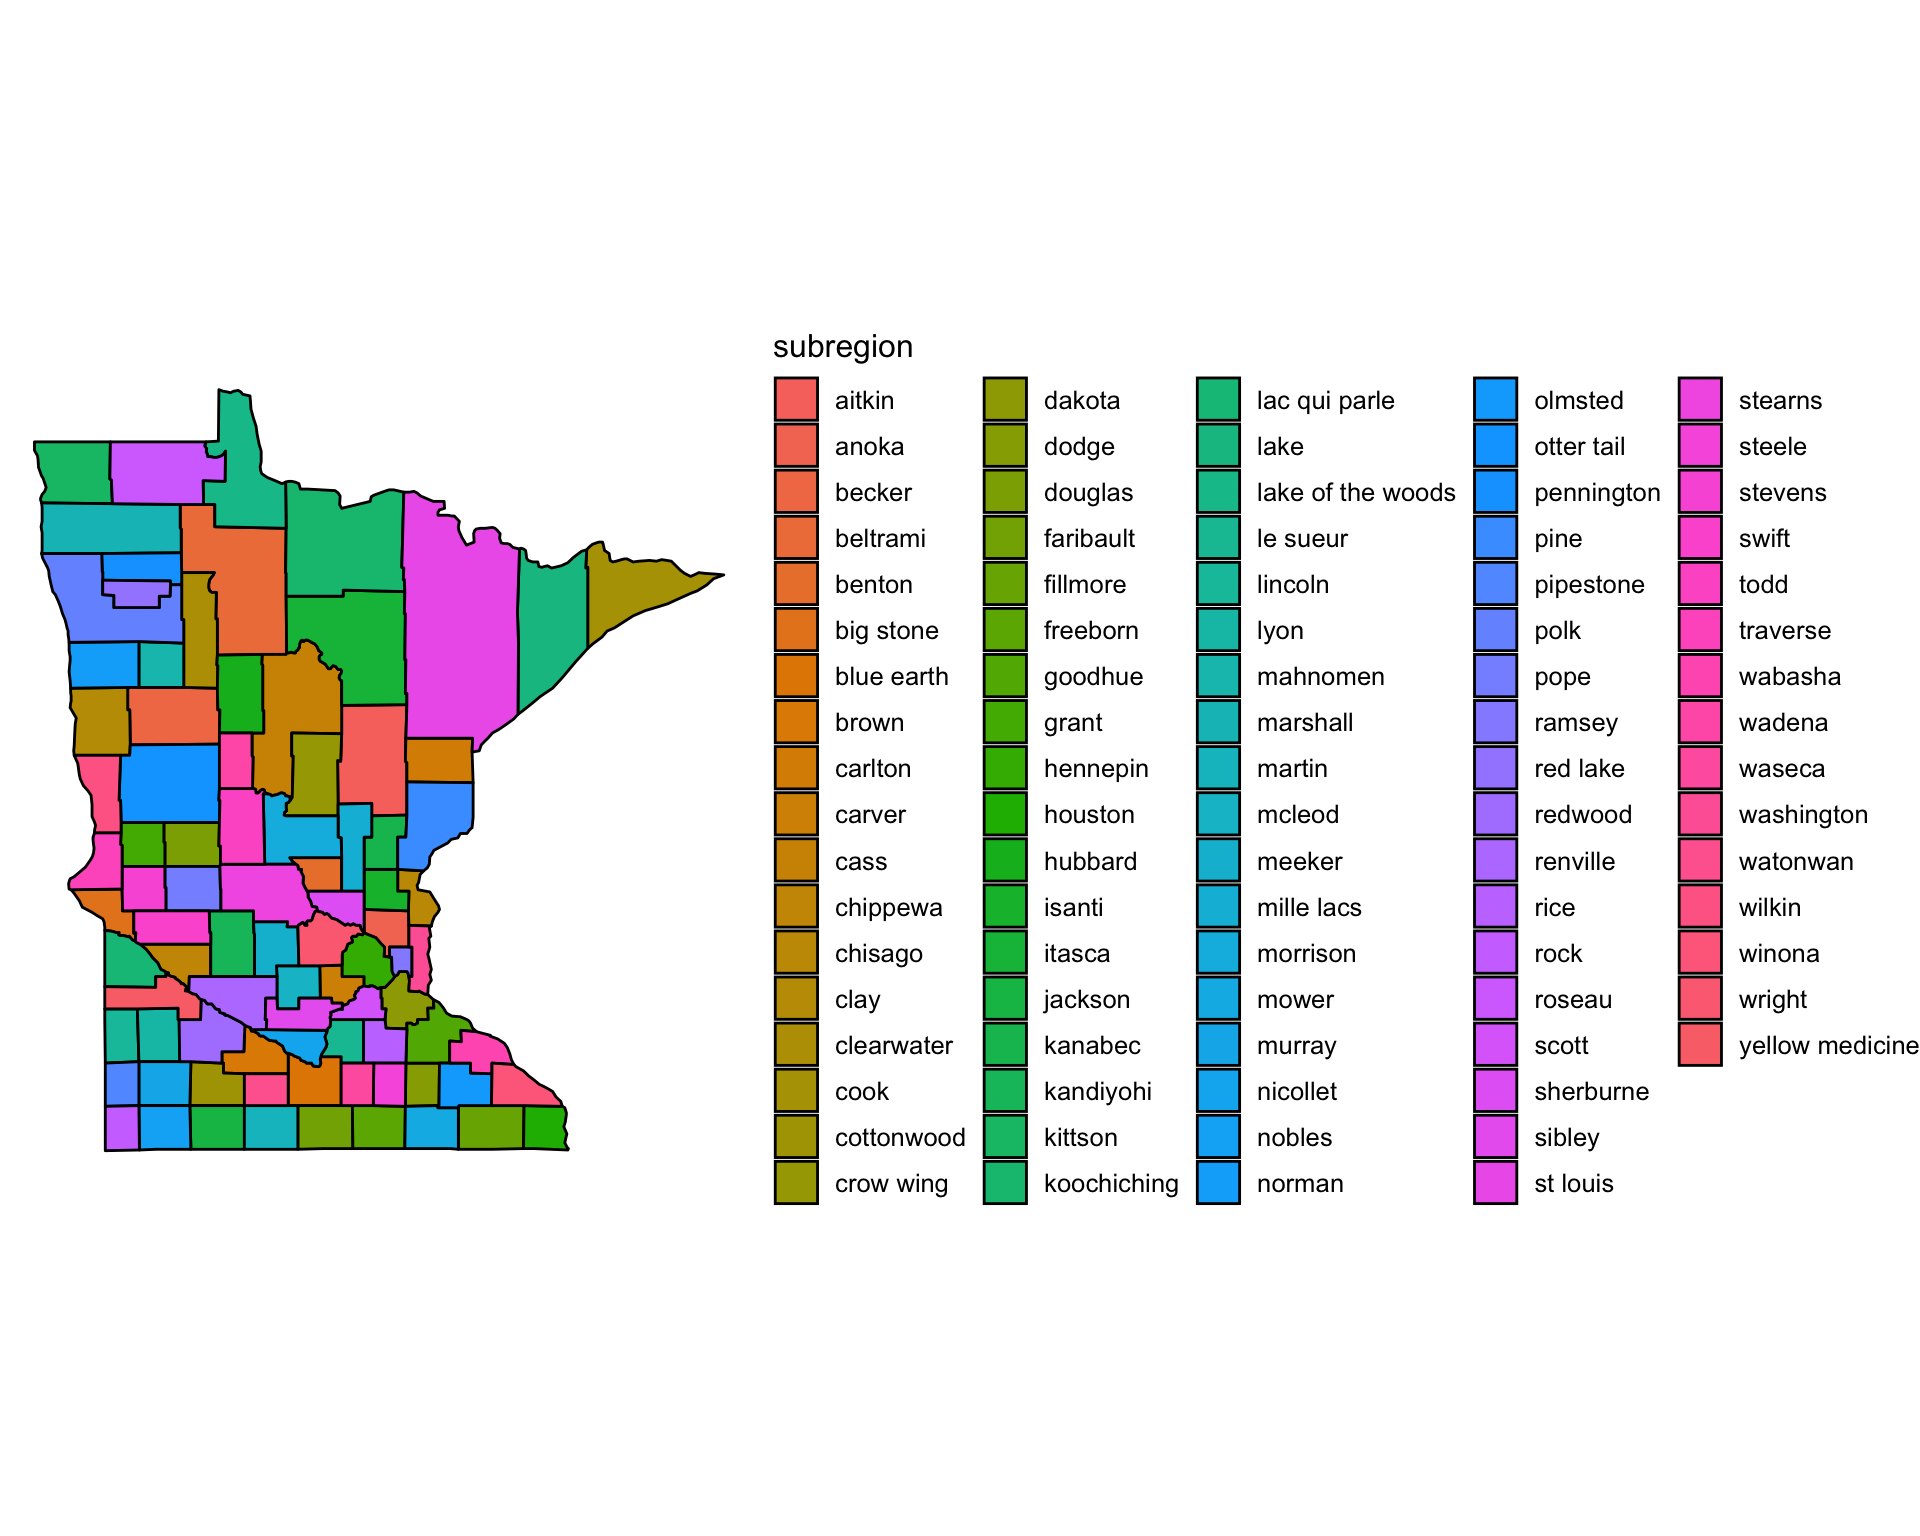 subregion
aitkin
anoka
becker
beltrami
benton
big stone
blue earth
brown
carlton
carver
cass
chippewa
chisago
clay
clearwater
cook
cottonwood
crow wing
dakota
dodge
douglas
faribault
fillmore
freeborn
goodhue
grant
hennepin
houston
hubbard
isanti
itasca
jackson
kanabec
kandiyohi
kittson
koochiching
lac qui parle
lake
lake of the woods
le sueur
lincoln
lyon
mahnomen
marshall
martin
mcleod
meeker
mille lacs
morrison
mower
murray
nicollet
nobles
norman
olmsted
otter tail
pennington
pine
pipestone
polk
pope
ramsey
red lake
redwood
renville
rice
rock
roseau
scott
sherburne
sibley
st louis
stearns
steele
stevens
swift
todd
traverse
wabasha
wadena
waseca
washington
watonwan
wilkin
winona
wright
yellow medicine